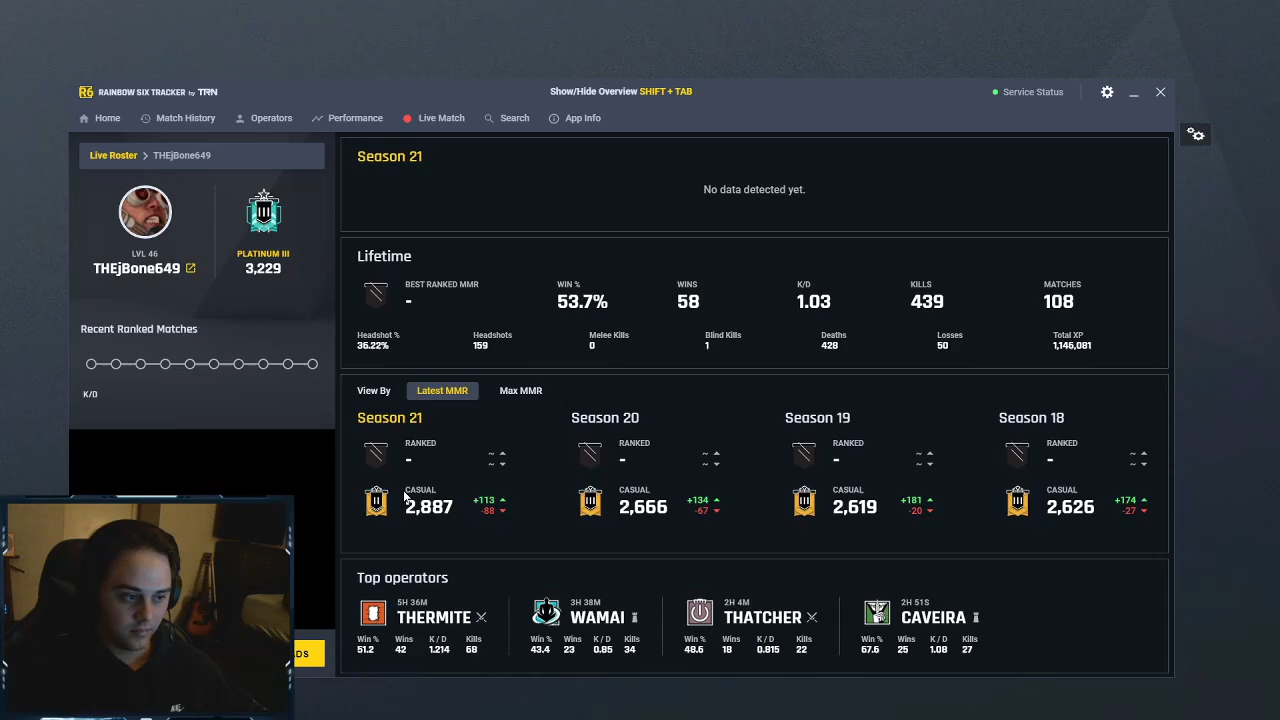 R6 RAINBOW SIX TRACKER by TRN
Show/Hide Overview SHIFT + TAB
Service Status
Home Match History Operators Performance Live Match Search App Info
Live Roster > THEjBone649
LVL 46
THEjBone649
PLATINUM III
3,229
Recent Ranked Matches
K/D
ADS
Season 21
No data detected yet.
Lifetime
BEST RANKED MMR WIN % WINS K/D KILLS MATCHES
- 53.7% 58 1.03 439 108
Headshot % Headshots Melee Kills Blind Kills Deaths Losses Total XP
36.22% 159 0 1 428 50 1,146,081
View By Latest MMR Max MMR
Season 21 Season 20 Season 19 Season 18
RANKED RANKED RANKED RANKED
- ~ - ~ - ~ - ~
~ ~ ~ ~
CASUAL CASUAL CASUAL CASUAL
2,887 +113 2,666 +134 2,619 +181 2,626 +174
-88 -67 -20 -27
Top operators
5H 36M 3H 38M 2H 4M 2H 51S
THERMITE WAMAI THATCHER CAVEIRA
Win % Wins K / D Kills Win % Wins K / D Kills Win % Wins K / D Kills Win % Wins K / D Kills
51.2 42 1.214 68 43.4 23 0.85 34 48.6 18 0.815 22 67.6 25 1.08 27